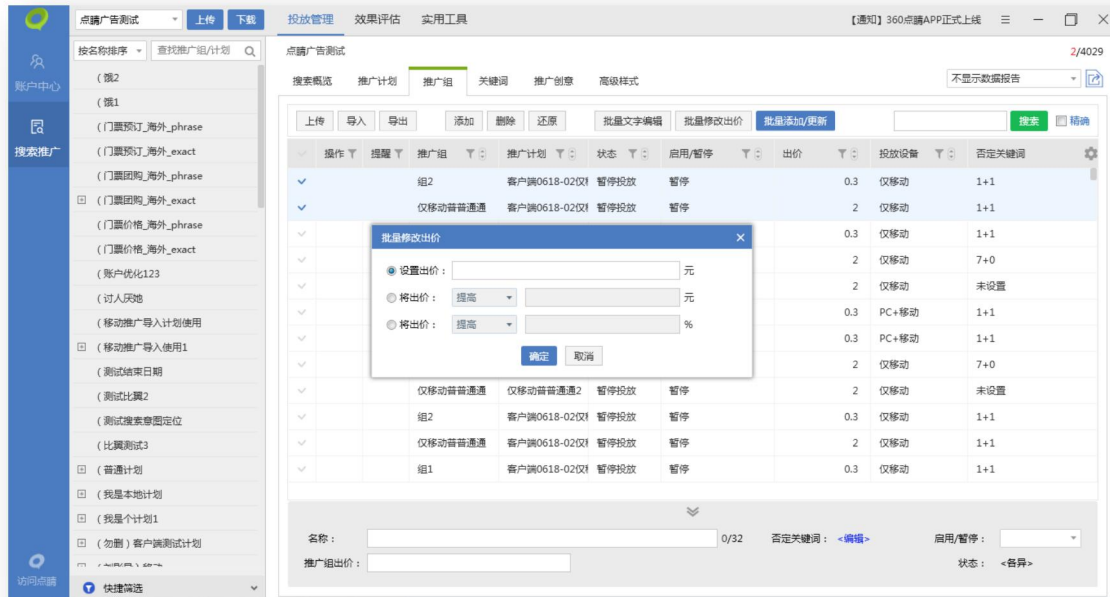 点睛广告测试 上传 下载 投放管理 效果评估 实用工具 【通知】360点睛APP正式上线
按名称排序 查找推广组/计划 点睛广告测试 2/4029
账户中心
搜索推广
访问点睛
(饿2
(饿1
(门票预订_海外_phrase
(门票预订_海外_exact
(门票团购_海外_phrase
(门票团购_海外_exact
(门票价格_海外_phrase
(门票价格_海外_exact
(账户优化123
(讨人厌她
(移动推广导入计划使用
(移动推广导入使用1
(测试结束日期
(测试比翼2
(测试搜索意图定位
(比翼测试3
(普通计划
(我是本地计划
(我是个计划1
(勿删)客户端测试计划
快捷筛选
搜索概览 推广计划 推广组 关键词 推广创意 高级样式 不显示数据报告
上传 导入 导出 添加 删除 还原 批量文字编辑 批量修改出价 批量添加/更新 搜索 精确
操作 提醒 推广组 推广计划 状态 启用/暂停 出价 投放设备 否定关键词
组2 客户端0618-02仅 暂停投放 暂停 0.3 仅移动 1+1
仅移动普普通通 客户端0618-02仅 暂停投放 暂停 2 仅移动 1+1
0.3 仅移动 1+1
2 仅移动 7+0
2 仅移动 未设置
0.3 PC+移动 1+1
0.3 PC+移动 1+1
2 仅移动 7+0
仅移动普普通通 仅移动普普通通2 暂停投放 暂停 2 仅移动 未设置
组2 客户端0618-02仅 暂停投放 暂停 0.3 仅移动 1+1
仅移动普普通通 客户端0618-02仅 暂停投放 暂停 2 仅移动 1+1
组1 客户端0618-02仅 暂停投放 暂停 0.3 仅移动 1+1
批量修改出价
设置出价: 元
将出价: 提高 元
将出价: 提高 %
确定 取消
名称: 0/32 否定关键词: <编辑> 启用/暂停:
推广组出价: 状态: <各异>